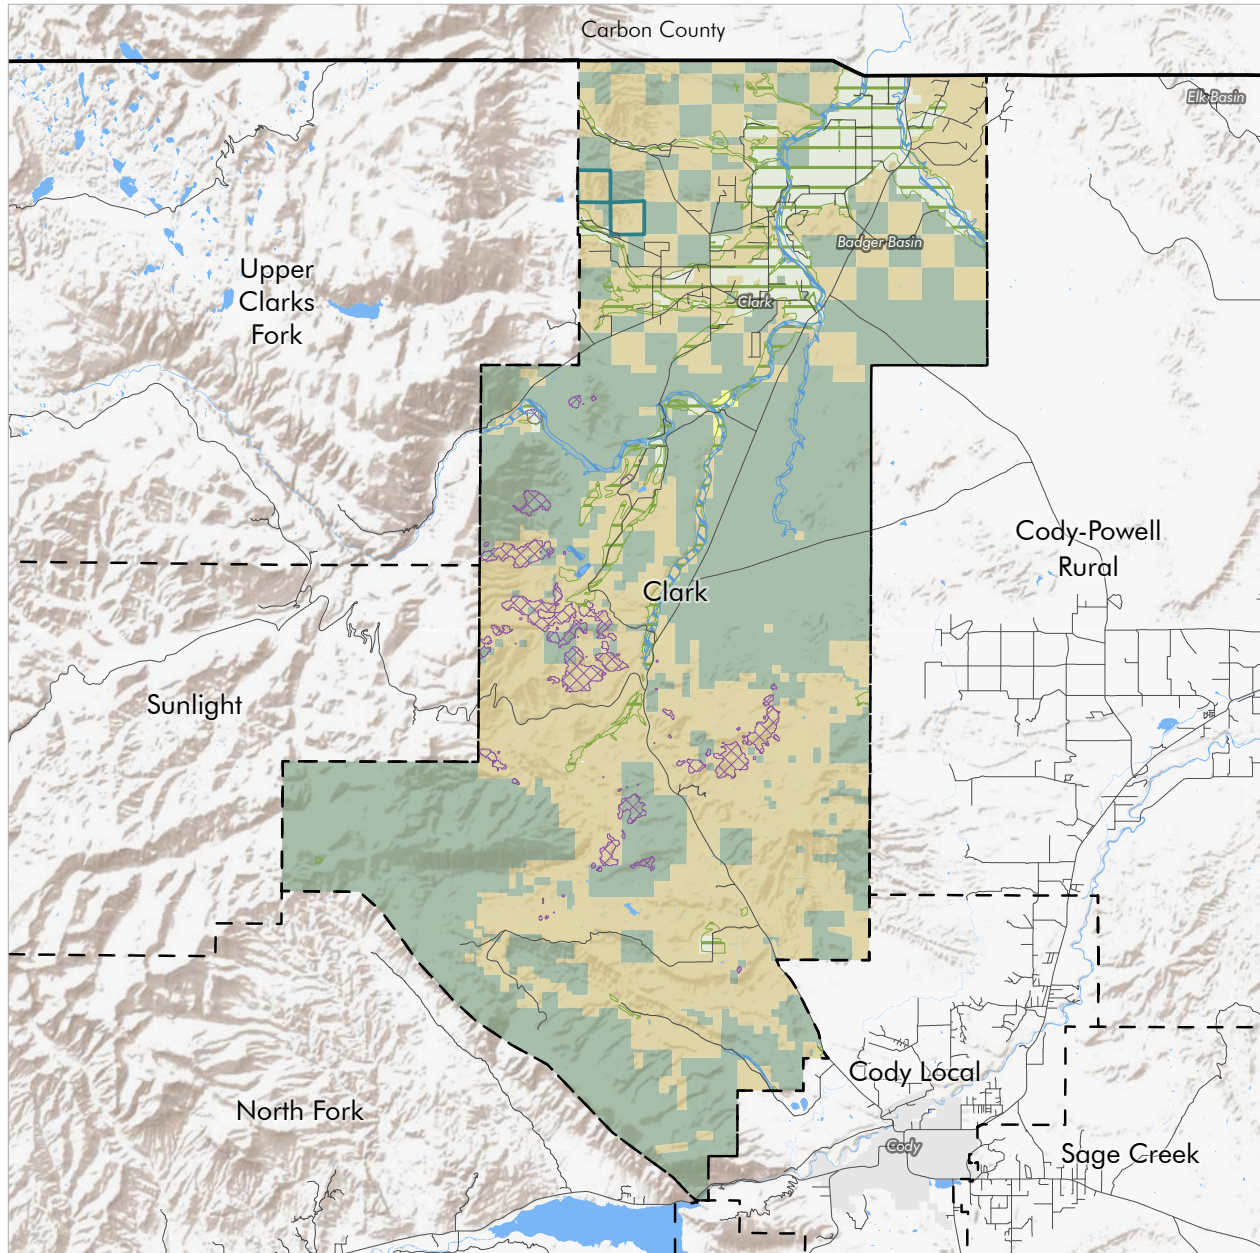 Carbon County
Elk Basin
Badger Basin
Upper
Clarks
Fork
Clark
Cody-Powell
Rural
Clark
Sunlight
Cody Local
North Fork
Cody
Sage Creek